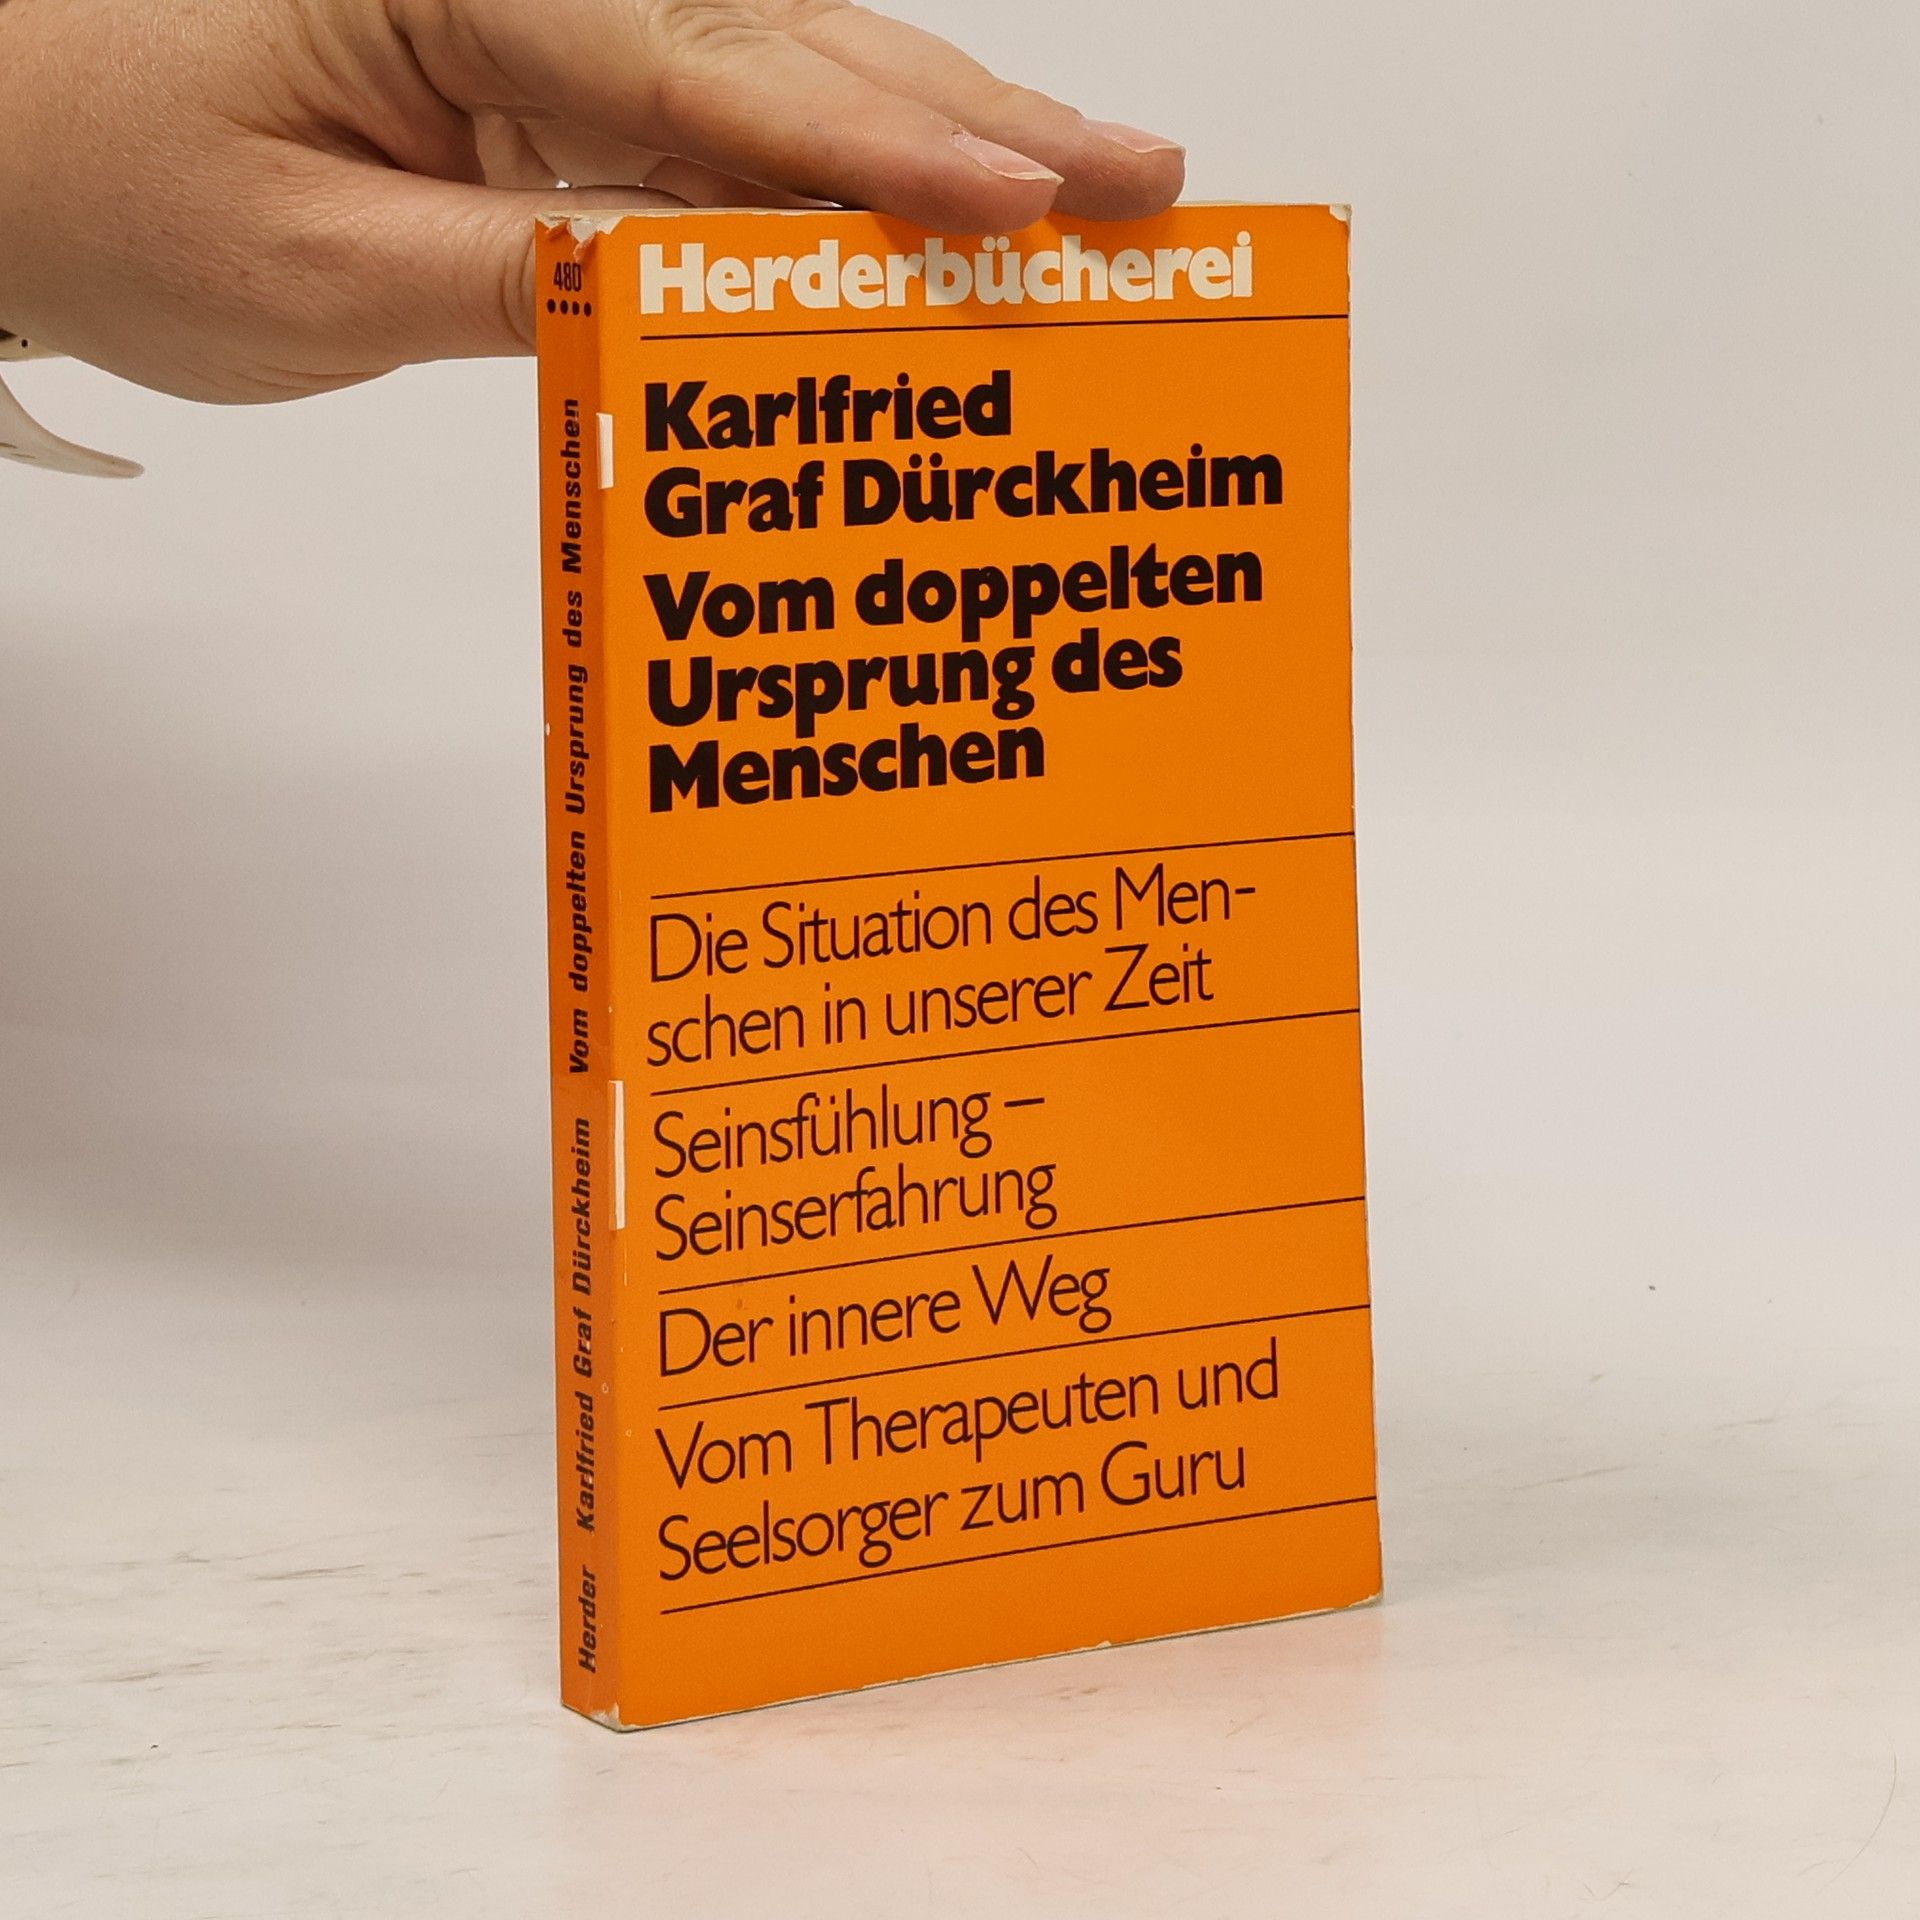 Herderbücherei
Karlfried
Graf Dürckheim
Vom doppelten
Ursprung des
Menschen
Die Situation des Men-
schen in unserer Zeit
Seinsfühlung –
Seinserfahrung
Der innere Weg
Vom Therapeuten und
Seelsorger zum Guru
480
Herder Karlfried Graf Dürckheim Vom doppelten Ursprung des Menschen